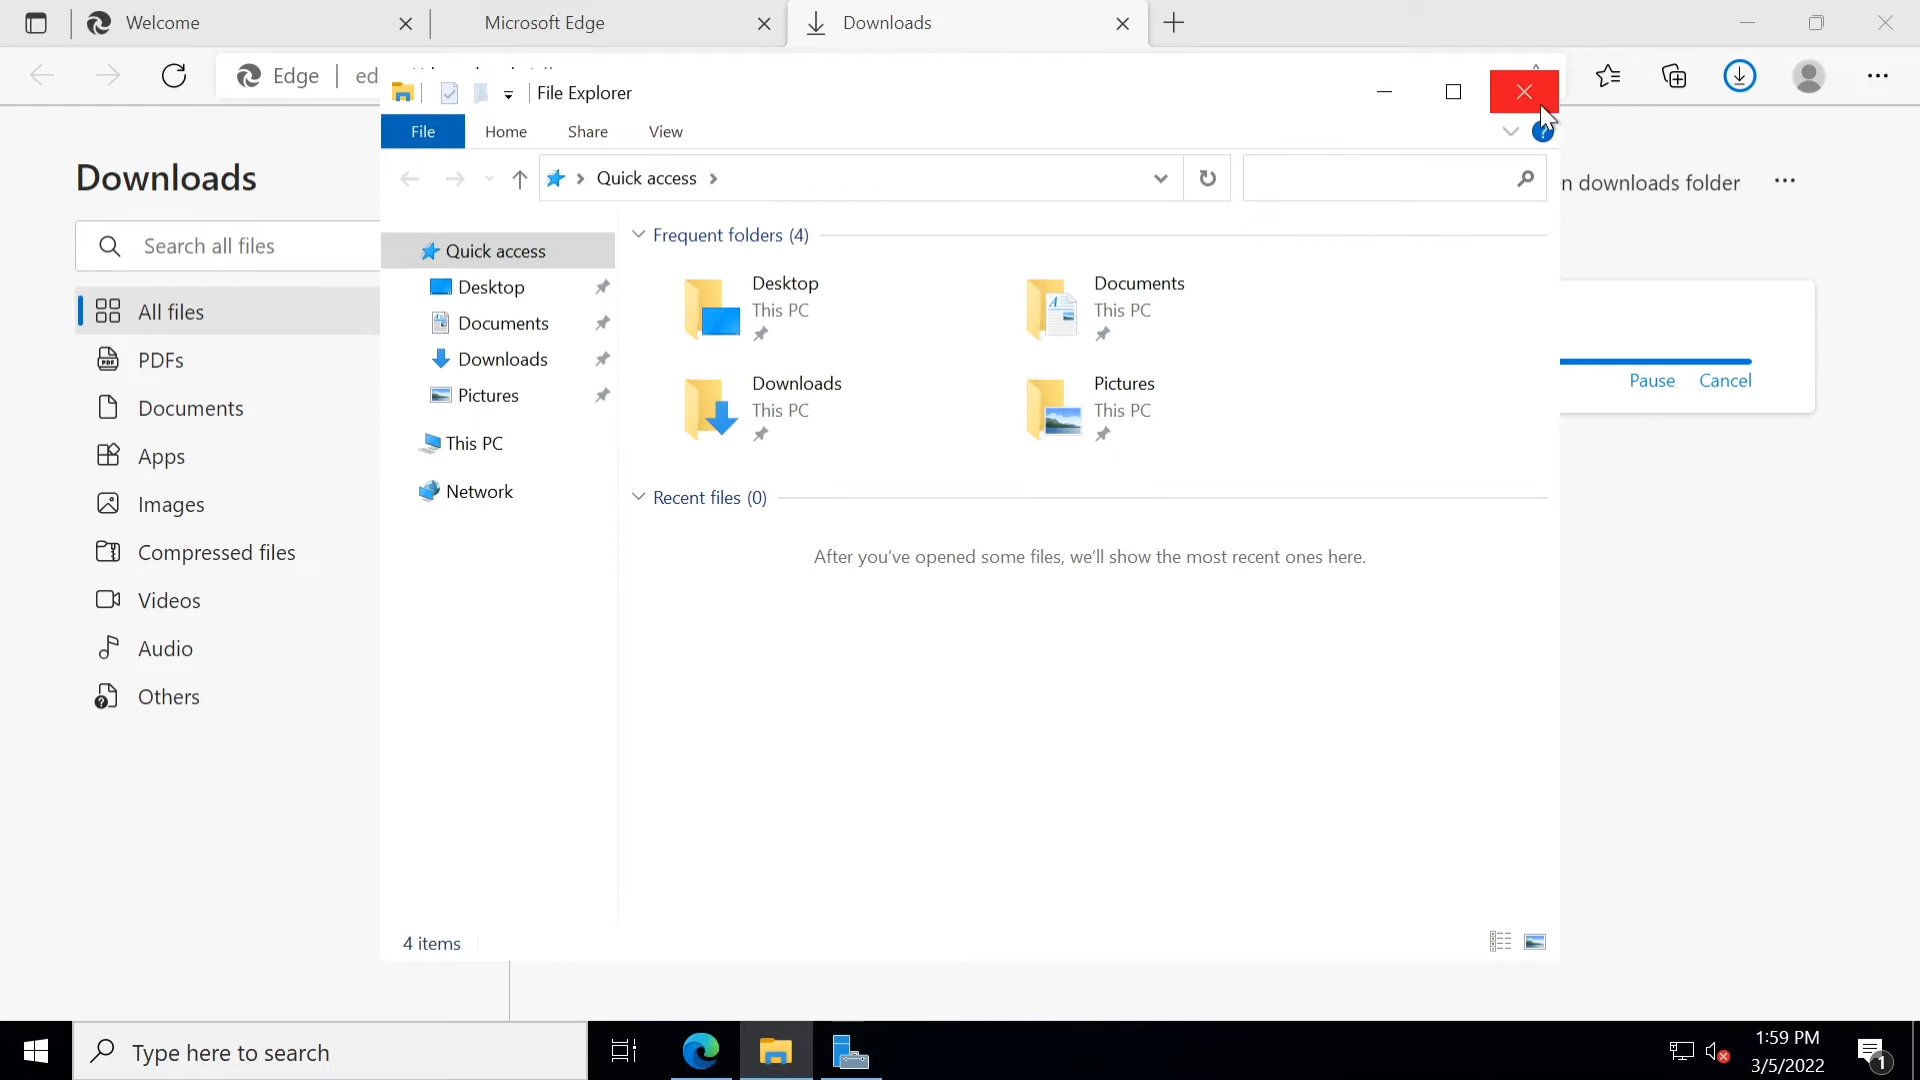 Welcome
Microsoft Edge
Downloads
Edge
ed
File Explorer
File
Home
Share
View
?
Quick access
n downloads folder
Downloads
Search all files
All files
PDFs
Documents
Apps
Images
Compressed files
Videos
Audio
Others
Quick access
Desktop
Documents
Downloads
Pictures
This PC
Network
Frequent folders (4)
Desktop
This PC
Documents
This PC
Downloads
This PC
Pictures
This PC
Recent files (0)
After you've opened some files, we'll show the most recent ones here.
Pause
Cancel
4 items
Type here to search
1:59 PM
3/5/2022
1